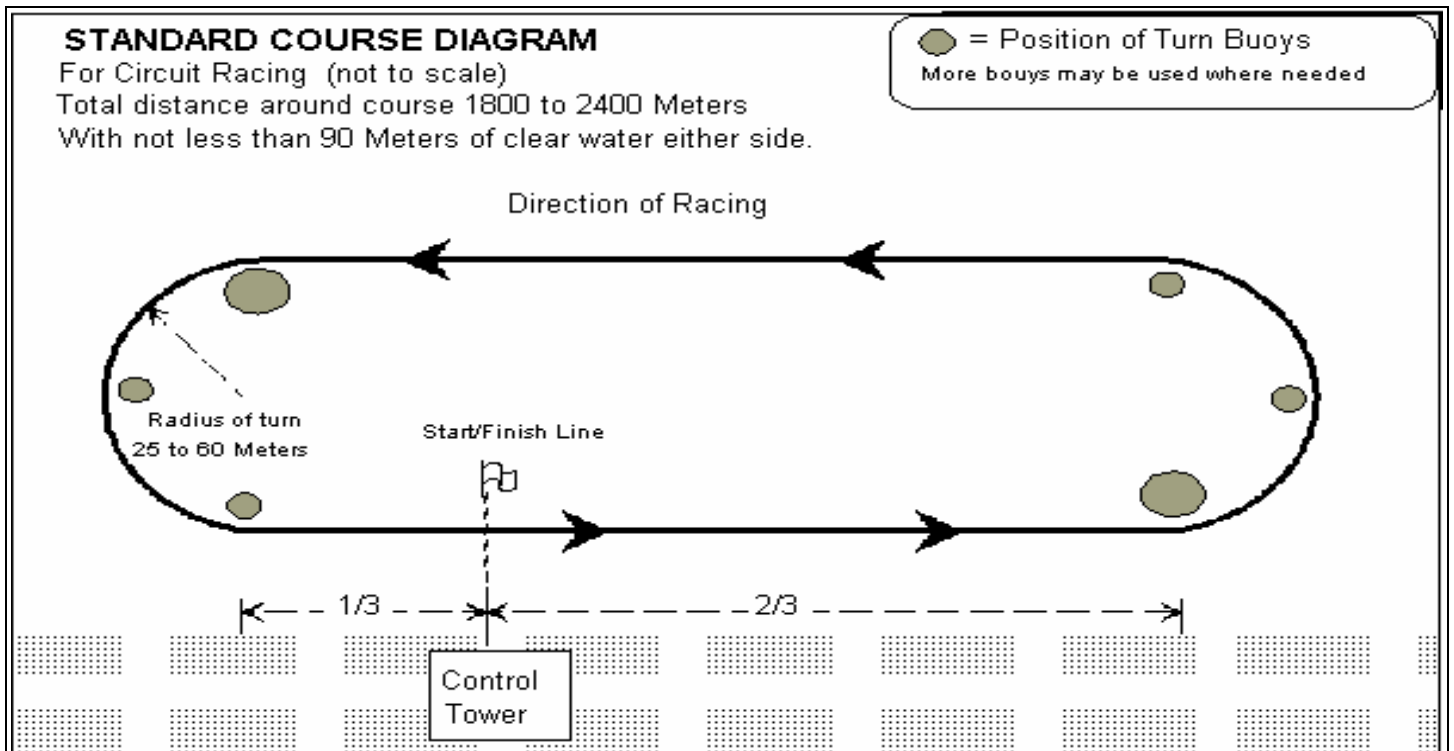 STANDARD COURSE DIAGRAM
For Circuit Racing (not to scale)
Total distance around course 1800 to 2400 Meters
With not less than 90 Meters of clear water either side.
= Position of Turn Buoys
More bouys may be used where needed
Direction of Racing
Radius of turn
25 to 60 Meters
Start/Finish Line
1/3
2/3
Control
Tower